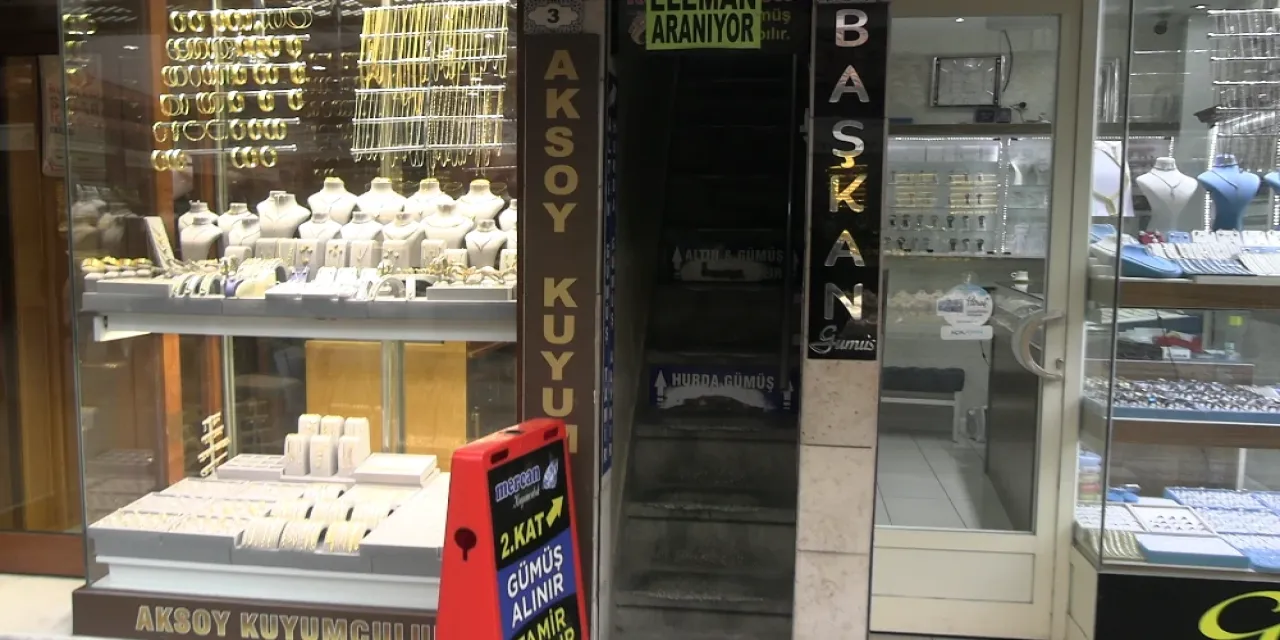 3
ELEMAN
ARANIYOR
AKSOY KUYUM
BAŞKAN
Gümüş
ALTIN & GÜMÜŞ
HURDA GÜMÜŞ
mercan
Kuyumculuk
2.KAT
GÜMÜŞ
ALINIR
TAMİR
AKSOY KUYUMCULU